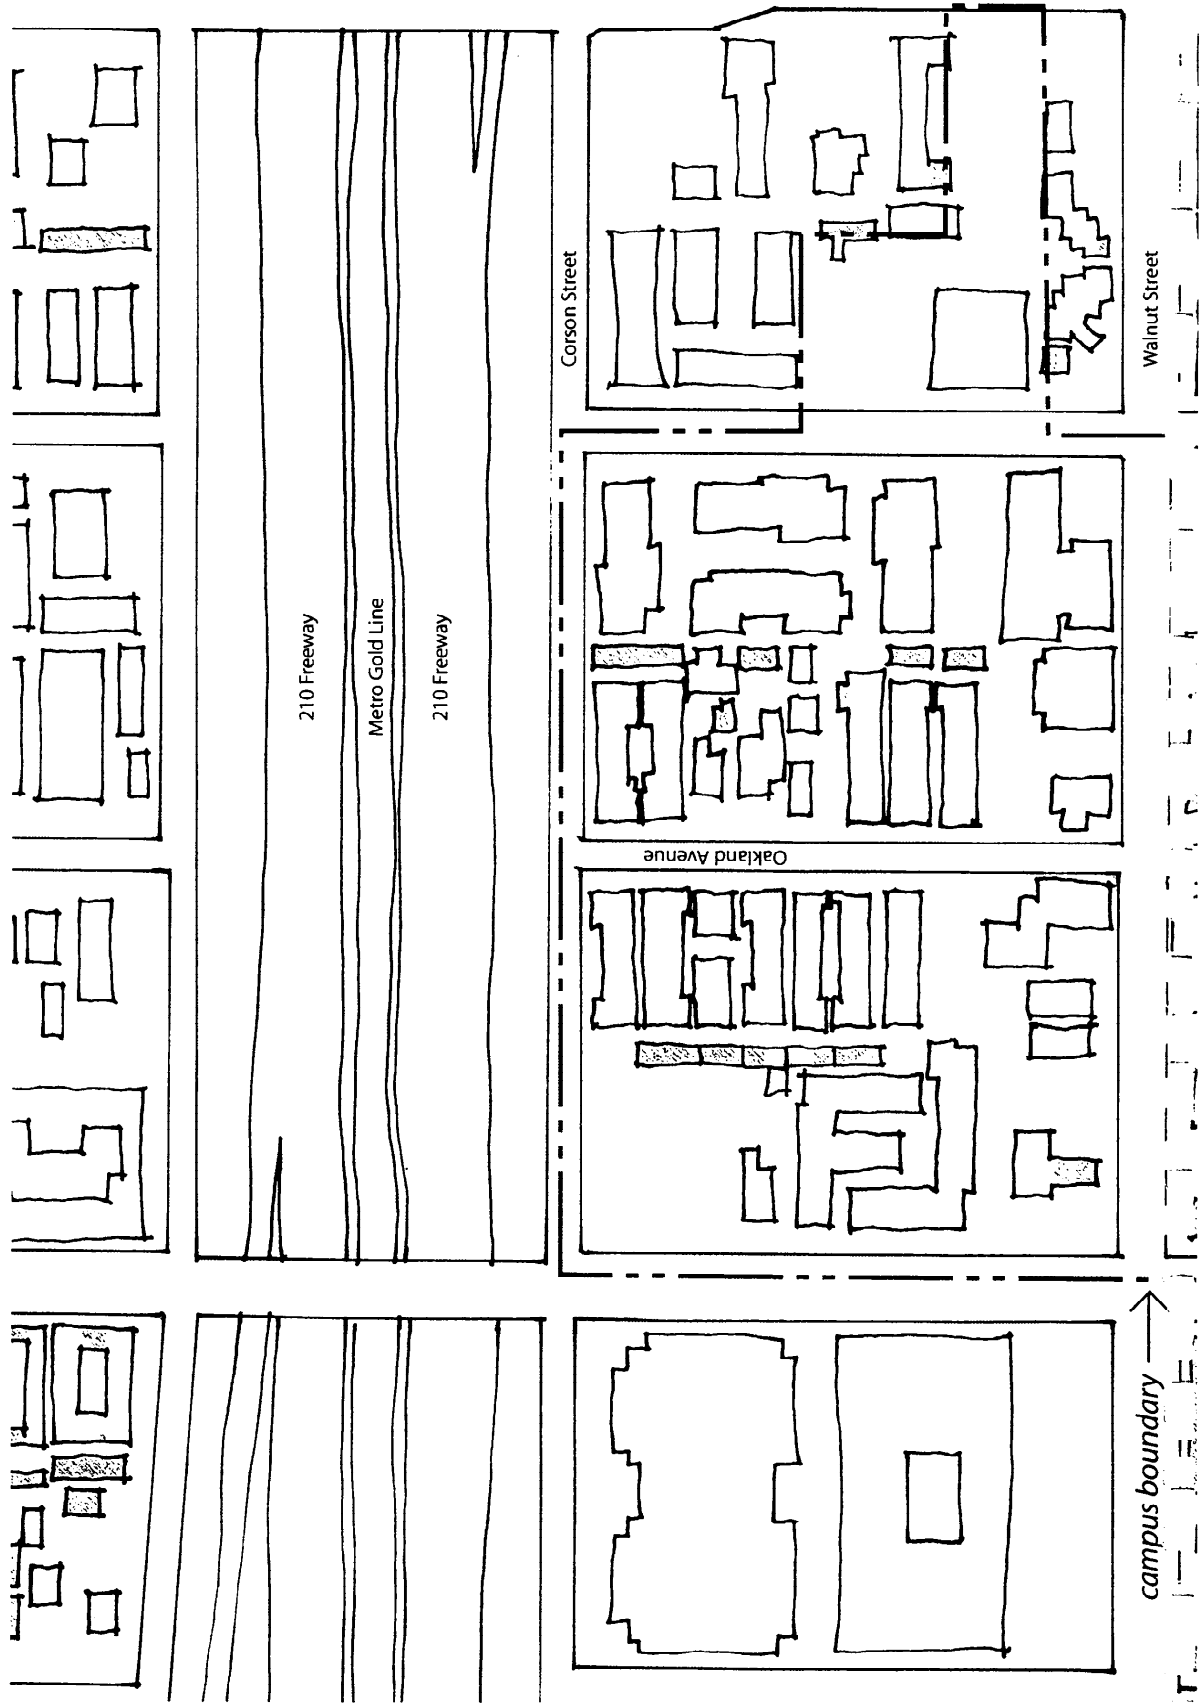 Corson Street
Walnut Street
210 Freeway
Metro Gold Line
210 Freeway
Oakland Avenue
campus boundary